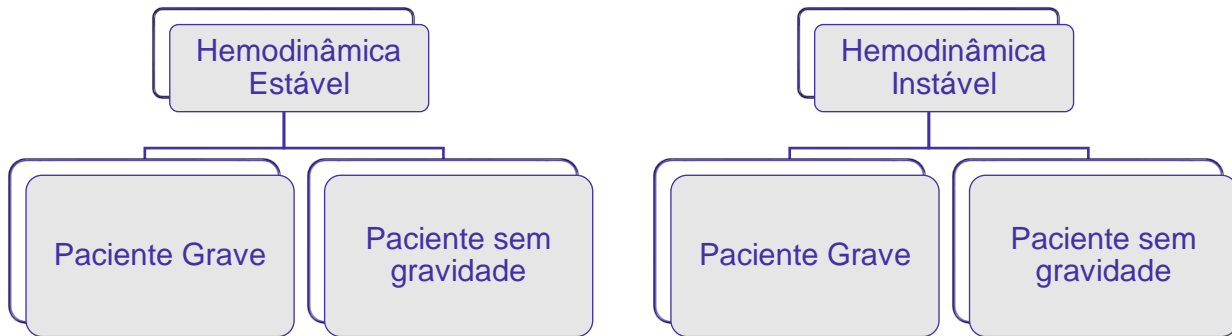 Hemodinâmica
Estável
Hemodinâmica
Instável
Paciente Grave
Paciente sem
gravidade
Paciente Grave
Paciente sem
gravidade